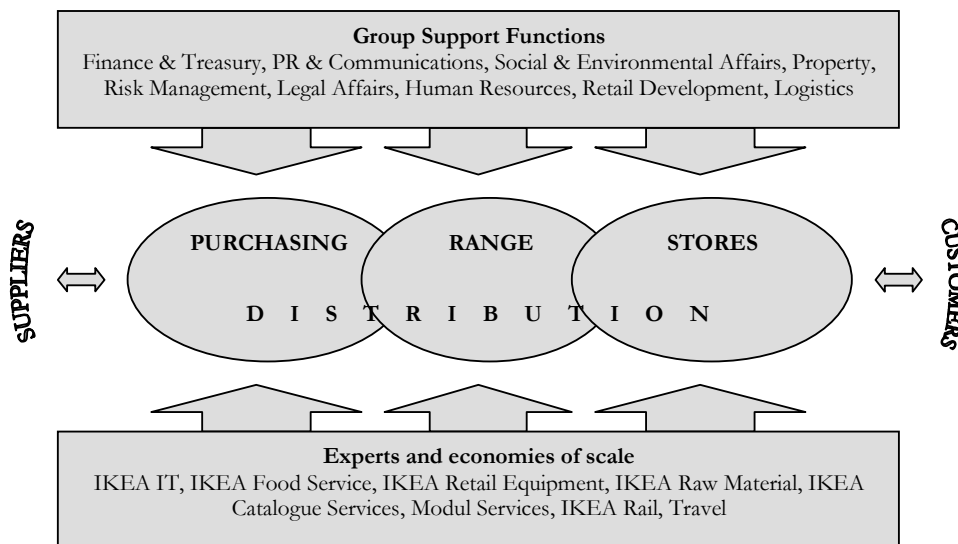 Group Support Functions
Finance & Treasury, PR & Communications, Social & Environmental Affairs, Property,
Risk Management, Legal Affairs, Human Resources, Retail Development, Logistics
SUPPLIERS
PURCHASING
RANGE
STORES
CUSTOMERS
D I S T R I B U T I O N
Experts and economies of scale
IKEA IT, IKEA Food Service, IKEA Retail Equipment, IKEA Raw Material, IKEA
Catalogue Services, Modul Services, IKEA Rail, Travel